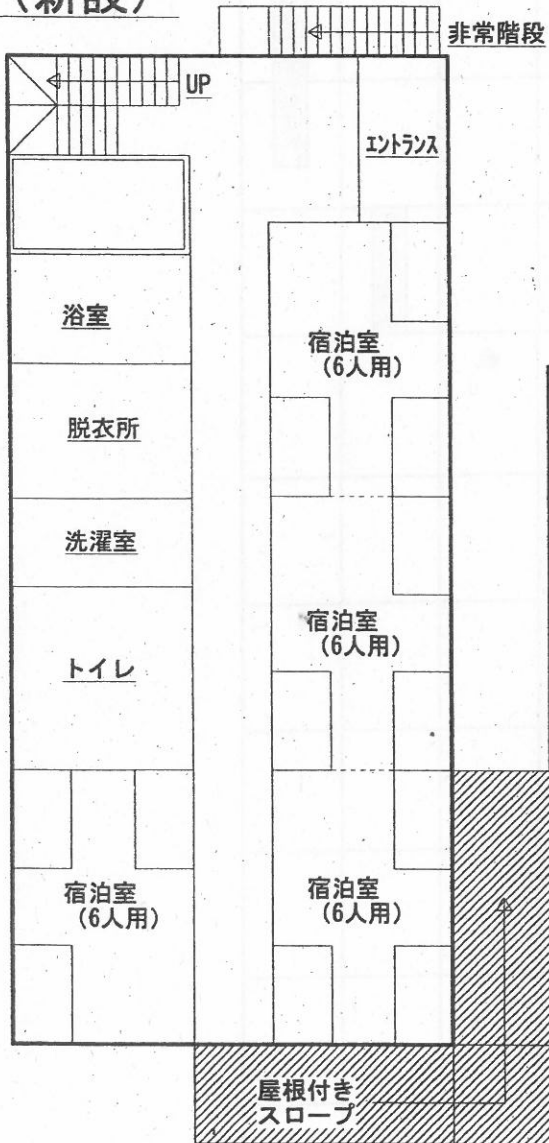 （新設）
非常階段
UP
エントランス
浴室
宿泊室
（6人用）
脱衣所
洗濯室
宿泊室
（6人用）
トイレ
宿泊室
（6人用）
宿泊室
（6人用）
屋根付き
スロープ